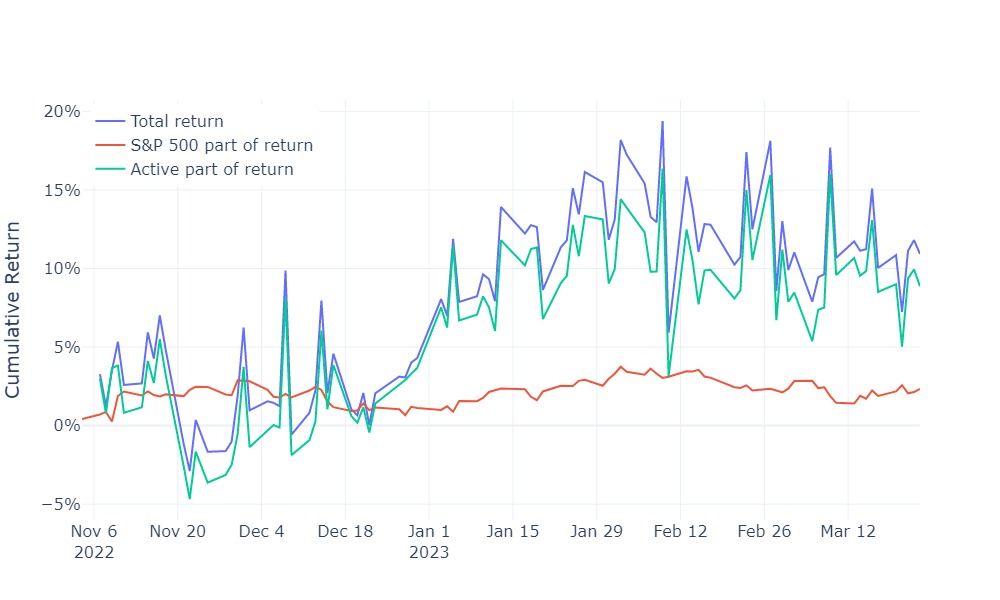 20%
15%
10%
5%
0%
−5%
Cumulative Return
Total return
S&P 500 part of return
Active part of return
Nov 6 Nov 20 Dec 4 Dec 18 Jan 1 Jan 15 Jan 29 Feb 12 Feb 26 Mar 12
2022 2023